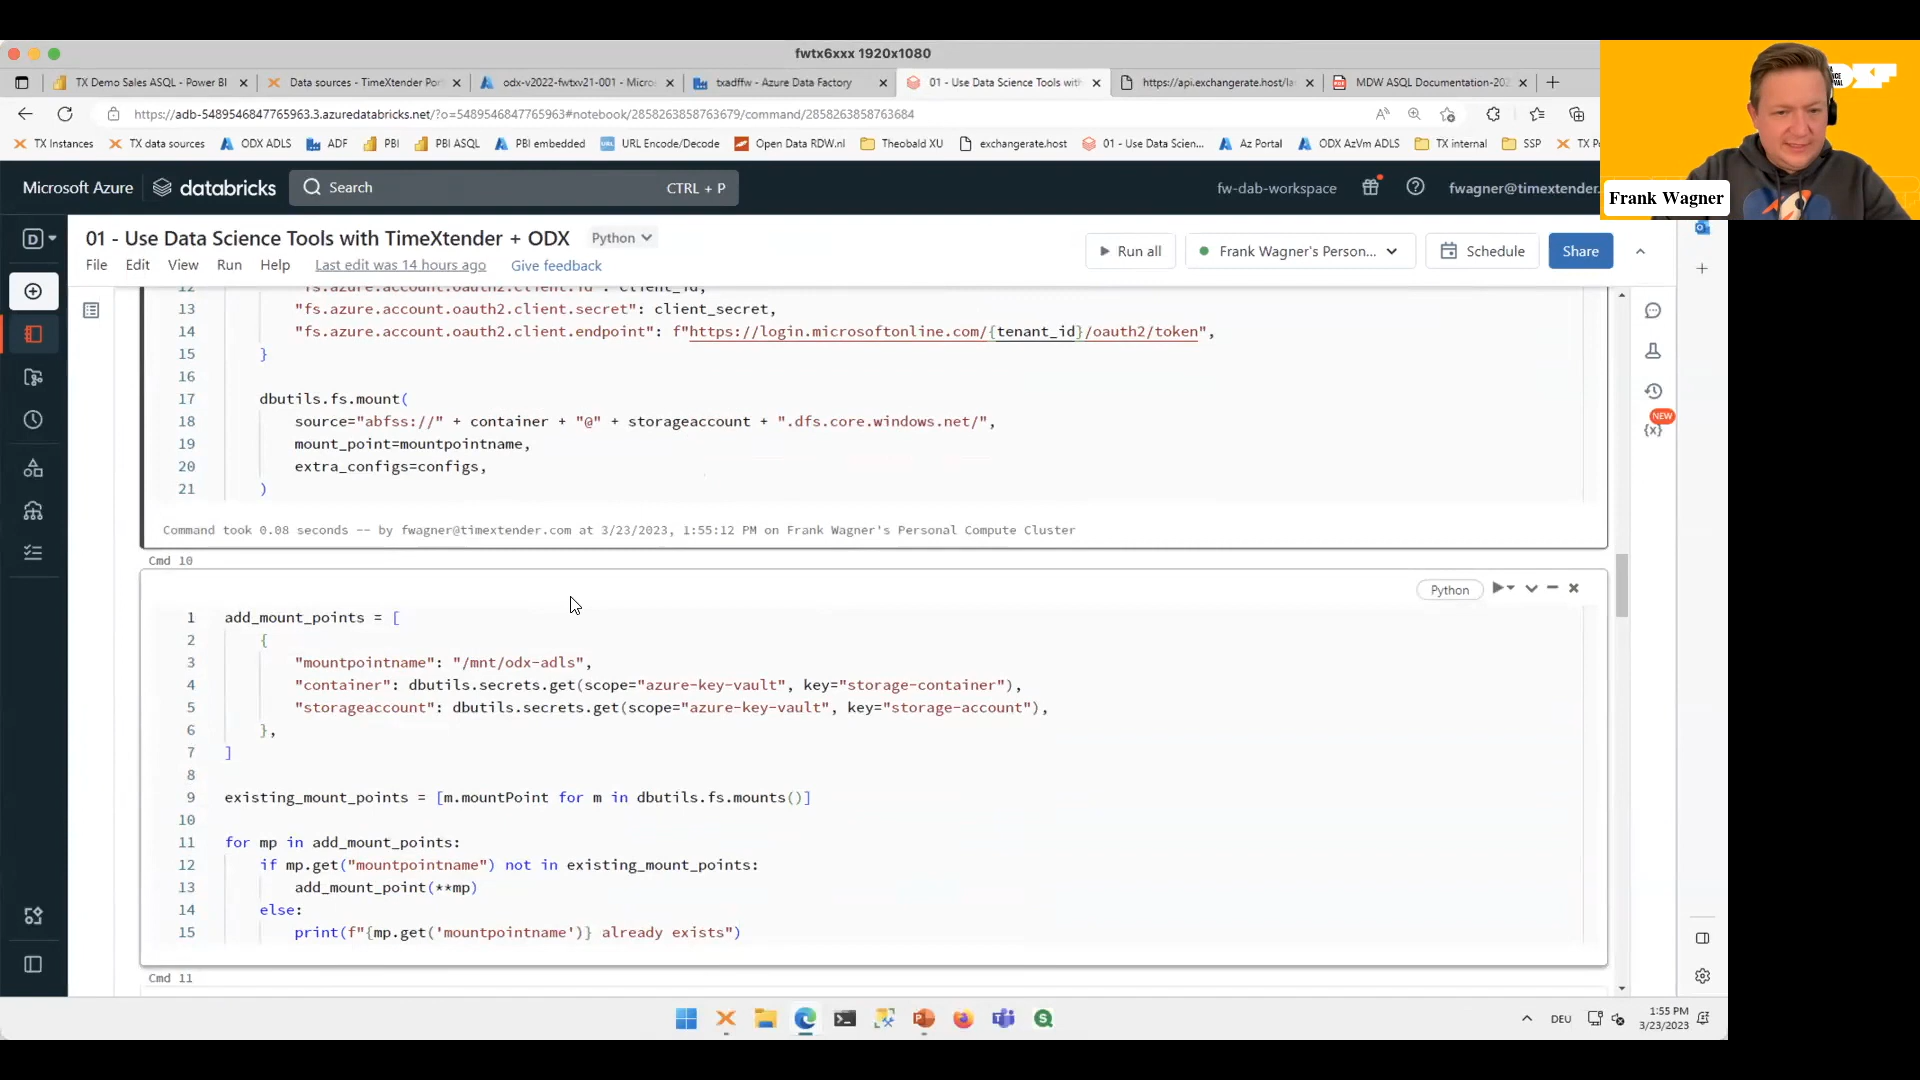 fwtx6xxx 1920x1080
TX Demo Sales ASQL - Power BI
Data sources - TimeXtender Por
odx-v2022-fwtxv21-001 - Micros
txadffw - Azure Data Factory
01 - Use Data Science Tools with
https://api.exchangerate.host/la
MDW ASQL Documentation-202
https://adb-5489546847765963.3.azuredatabricks.net/?o=5489546847765963#notebook/2858263858763679/command/2858263858763684
TX Instances
TX data sources
ODX ADLS
ADF
PBI
PBI ASQL
PBI embedded
URL Encode/Decode
Open Data RDW.nl
Theobald XU
exchangerate.host
01 - Use Data Scien...
Az Portal
ODX AzVm ADLS
TX internal
SSP
Frank Wagner
Microsoft Azure
databricks
Search
CTRL + P
fw-dab-workspace
fwagner@timextender.
D
01 - Use Data Science Tools with TimeXtender + ODX
Python
Run all
Frank Wagner's Person...
Schedule
Share
File
Edit
View
Run
Help
Last edit was 14 hours ago
Give feedback
12 "fs.azure.account.oauth2.client.id": client_id,
13 "fs.azure.account.oauth2.client.secret": client_secret,
14 "fs.azure.account.oauth2.client.endpoint": f"https://login.microsoftonline.com/{tenant_id}/oauth2/token",
15 }
16
17 dbutils.fs.mount(
18 source="abfss://" + container + "@" + storageaccount + ".dfs.core.windows.net/",
19 mount_point=mountpointname,
20 extra_configs=configs,
21 )
NEW
{x}
Command took 0.08 seconds -- by fwagner@timextender.com at 3/23/2023, 1:55:12 PM on Frank Wagner's Personal Compute Cluster
Cmd 10
Python
1 add_mount_points = [
2 {
3 "mountpointname": "/mnt/odx-adls",
4 "container": dbutils.secrets.get(scope="azure-key-vault", key="storage-container"),
5 "storageaccount": dbutils.secrets.get(scope="azure-key-vault", key="storage-account"),
6 },
7 ]
8
9 existing_mount_points = [m.mountPoint for m in dbutils.fs.mounts()]
10
11 for mp in add_mount_points:
12 if mp.get("mountpointname") not in existing_mount_points:
13 add_mount_point(**mp)
14 else:
15 print(f"{mp.get('mountpointname')} already exists")
Cmd 11
DEU
1:55 PM
3/23/2023